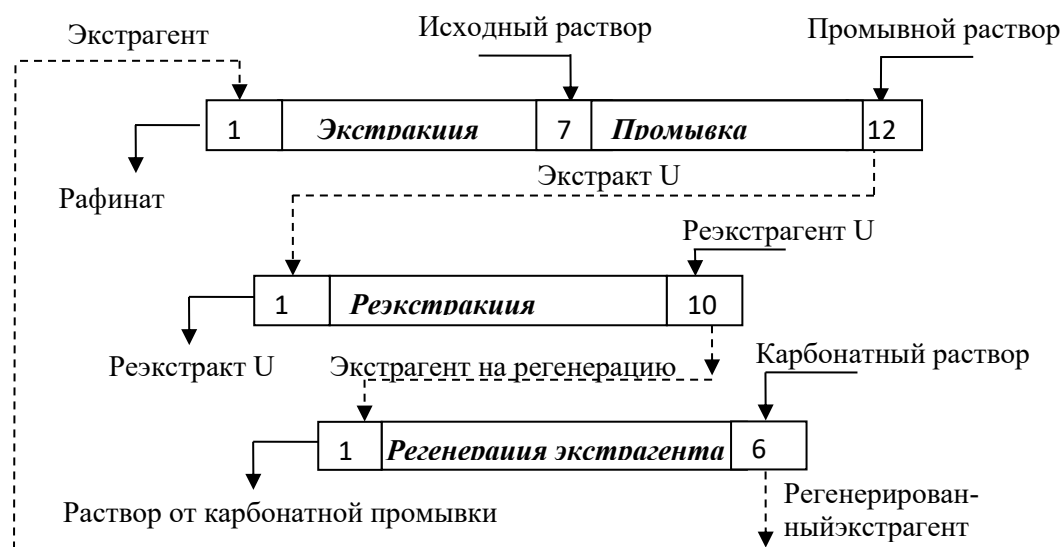 Экстрагент
Исходный раствор
Промывной раствор
1
Экстракция
7
Промывка
12
Рафинат
Экстракт U
Реэкстрагент U
1
Реэкстракция
10
Реэкстракт U
Экстрагент на регенерацию
Карбонатный раствор
1
Регенерация экстрагента
6
Раствор от карбонатной промывки
Регенерирован-
ныйэкстрагент